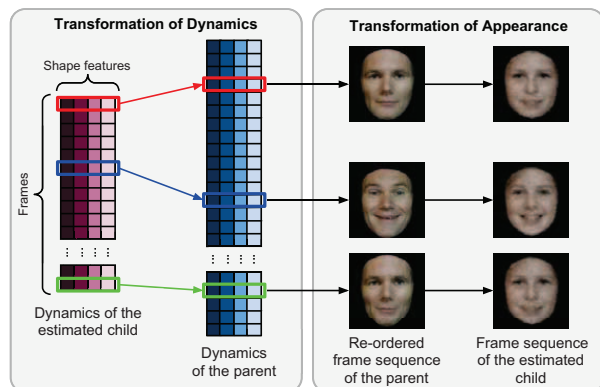 Transformation of Dynamics
Shape features
Frames
Dynamics of the
estimated child
Dynamics
of the parent
Transformation of Appearance
Re-ordered
frame sequence
of the parent
Frame sequence
of the estimated
child